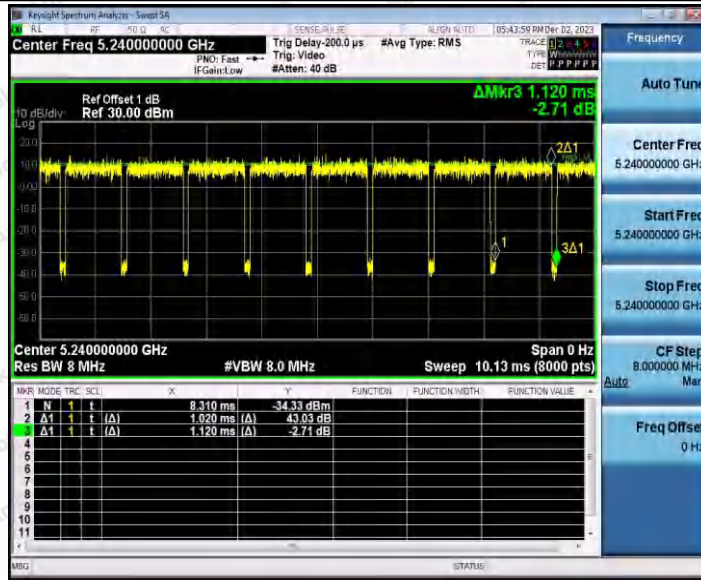 Keysight Spectrum Analyzer - Swept SA
RL RF 50 Ω AC SENSE:PULSE ALIGN AUTO 05:43:59 PM Dec 02, 2023
Center Freq 5.240000000 GHz
PNO: Fast
IFGain:Low
Trig Delay-200.0 µs
Trig: Video
#Atten: 40 dB
#Avg Type: RMS
TRACE 1 2 3 4 5
TYPE W
DET P P P P P
ΔMkr3 1.120 ms
-2.71 dB
Ref Offset 1 dB
10 dB/div Ref 30.00 dBm
Log
20.0
10.0
0.00
-10.0
-20.0
-30.0
-40.0
-50.0
-60.0
2Δ1
1
3Δ1
Center 5.240000000 GHz Span 0 Hz
Res BW 8 MHz #VBW 8.0 MHz Sweep 10.13 ms (8000 pts)
MKR MODE TRC SCL X Y FUNCTION FUNCTION WIDTH FUNCTION VALUE
1 N 1 t 8.310 ms -34.33 dBm
2 Δ1 1 t (Δ) 1.020 ms (Δ) 43.03 dB
3 Δ1 1 t (Δ) 1.120 ms (Δ) -2.71 dB
4
5
6
7
8
9
10
11
MSG STATUS
Frequency
Auto Tune
Center Freq
5.240000000 GHz
Start Freq
5.240000000 GHz
Stop Freq
5.240000000 GHz
CF Step
8.000000 MHz
Auto Man
Freq Offset
0 Hz